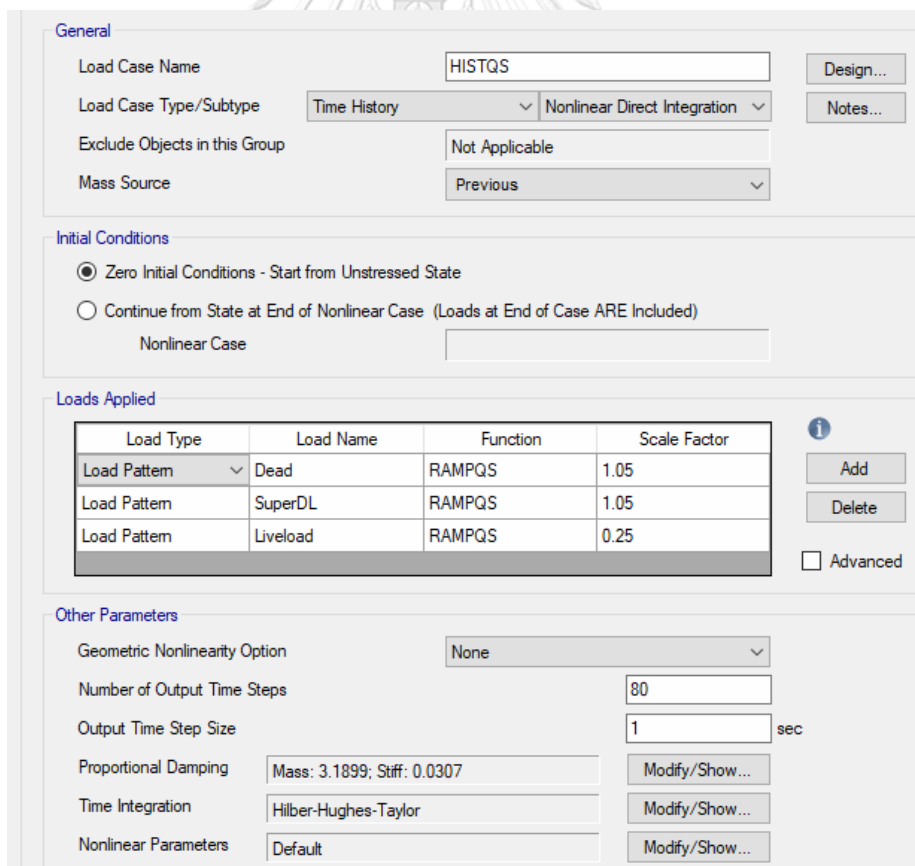 General
Load Case Name HISTQS Design...
Load Case Type/Subtype Time History Nonlinear Direct Integration Notes...
Exclude Objects in this Group Not Applicable
Mass Source Previous
Initial Conditions
Zero Initial Conditions - Start from Unstressed State
Continue from State at End of Nonlinear Case (Loads at End of Case ARE Included)
Nonlinear Case
Loads Applied
Load Type Load Name Function Scale Factor
Load Pattern Dead RAMPQS 1.05 Add
Load Pattern SuperDL RAMPQS 1.05 Delete
Load Pattern Liveload RAMPQS 0.25
Advanced
Other Parameters
Geometric Nonlinearity Option None
Number of Output Time Steps 80
Output Time Step Size 1 sec
Proportional Damping Mass: 3.1899; Stiff: 0.0307 Modify/Show...
Time Integration Hilber-Hughes-Taylor Modify/Show...
Nonlinear Parameters Default Modify/Show...